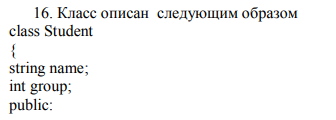 16. Класс описан следующим образом
class Student
{
string name;
int group;
public: